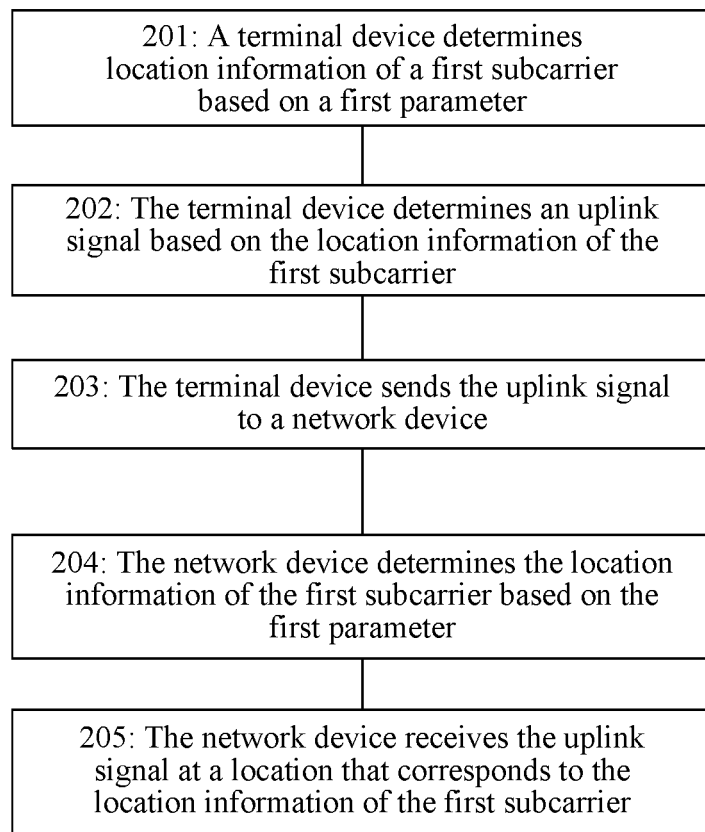 201: A terminal device determines
location information of a first subcarrier
based on a first parameter
202: The terminal device determines an uplink
signal based on the location information of the
first subcarrier
203: The terminal device sends the uplink signal
to a network device
204: The network device determines the location
information of the first subcarrier based on the
first parameter
205: The network device receives the uplink
signal at a location that corresponds to the
location information of the first subcarrier